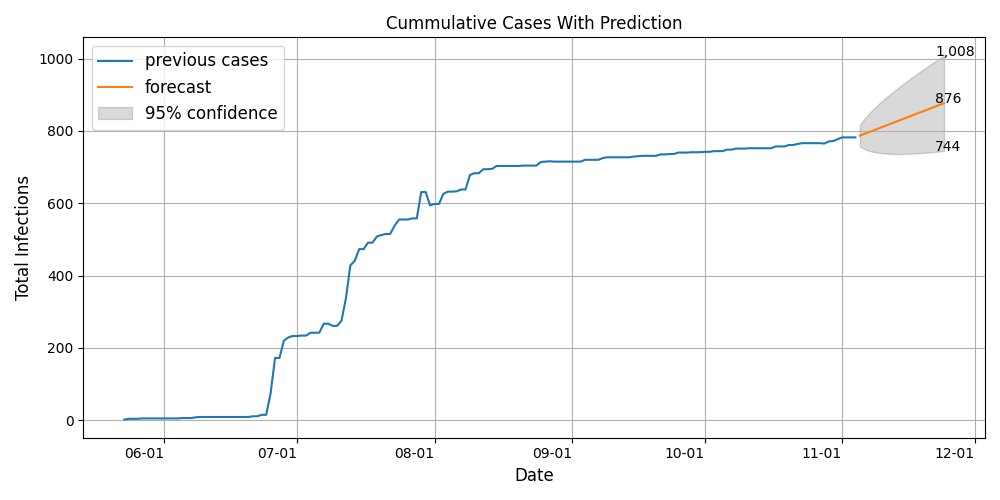 Cummulative Cases With Prediction
previous cases
forecast
95% confidence
1,008
876
744
Total Infections
1000
800
600
400
200
0
06-01
07-01
08-01
09-01
10-01
11-01
12-01
Date